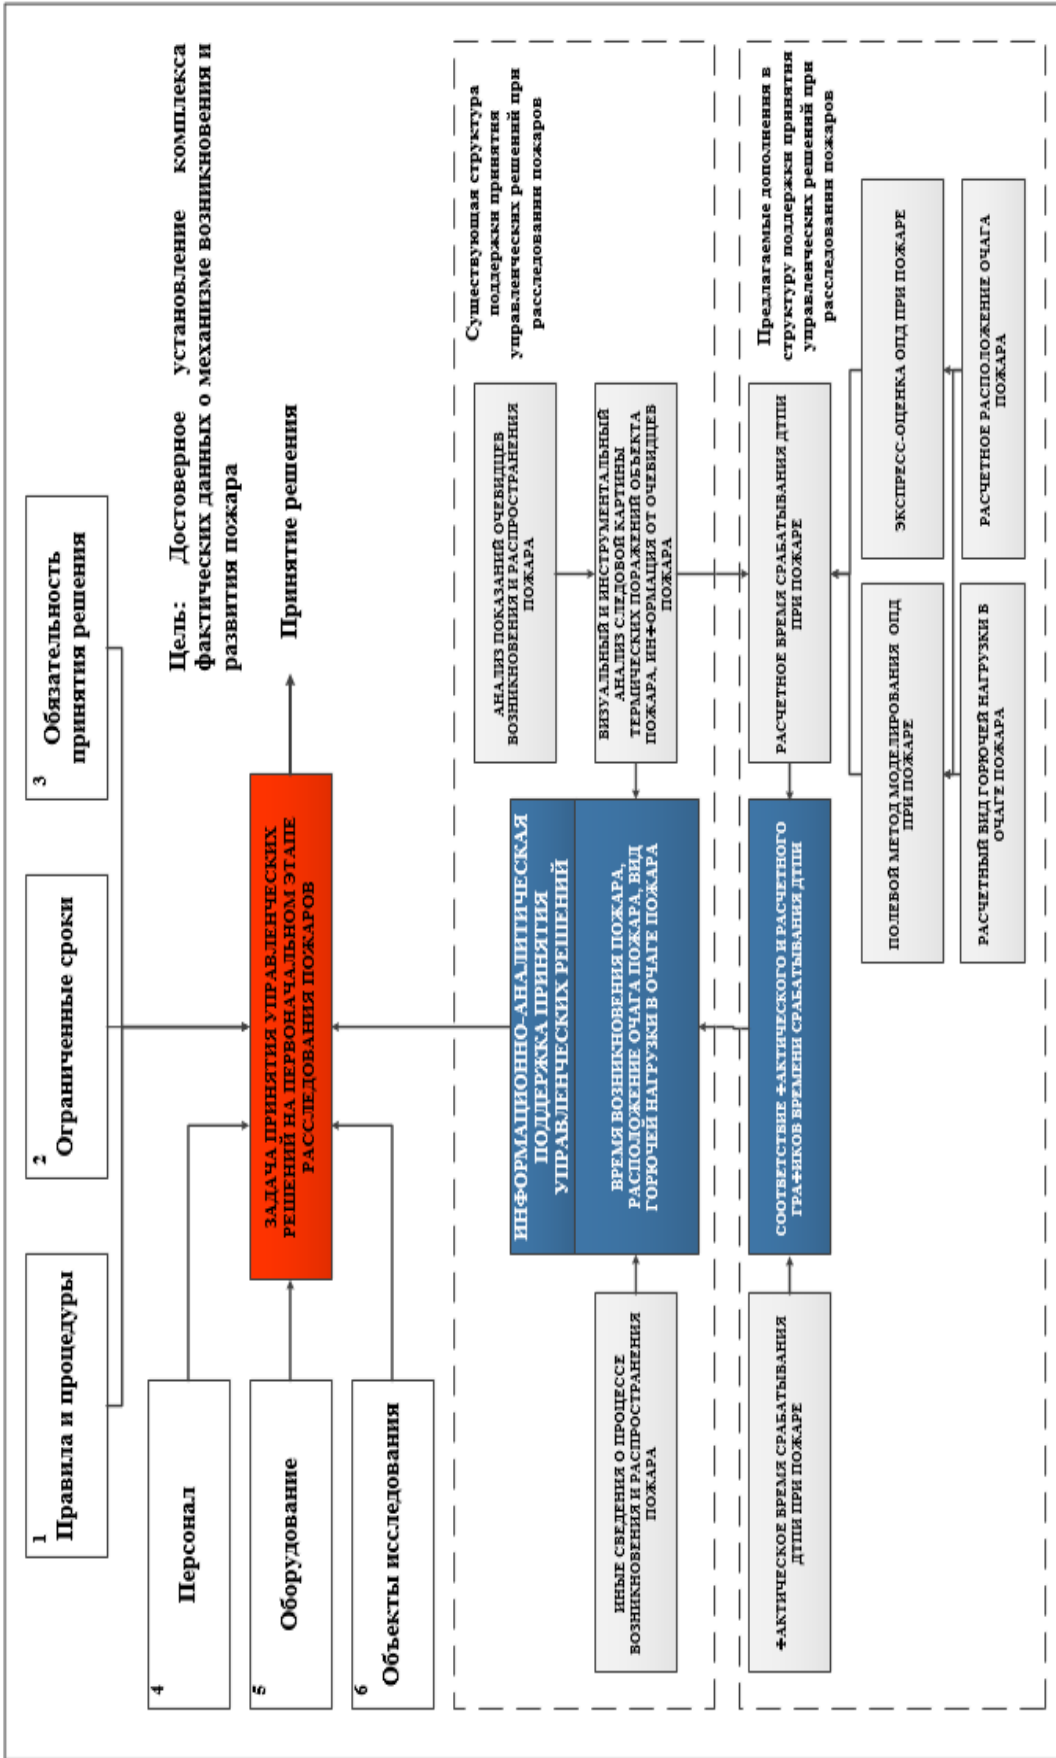 1
Правила и процедуры
2
Ограниченные сроки
3
Обязательность
принятия решения
4
Персонал
5
Оборудование
6
Объекты исследования
ЗАДАЧА ПРИНЯТИЯ УПРАВЛЕНЧЕСКИХ
РЕШЕНИЙ НА ПЕРВОНАЧАЛЬНОМ ЭТАПЕ
РАССЛЕДОВАНИЯ ПОЖАРОВ
Цель: Достоверное установление комплекса
фактических данных о механизме возникновения и
развития пожара
Принятие решения
ИНФОРМАЦИОННО-АНАЛИТИЧЕСКАЯ
ПОДДЕРЖКА ПРИНЯТИЯ
УПРАВЛЕНЧЕСКИХ РЕШЕНИЙ
ВРЕМЯ ВОЗНИКНОВЕНИЯ ПОЖАРА,
РАСПОЛОЖЕНИЕ ОЧАГА ПОЖАРА, ВИД
ГОРЮЧЕЙ НАГРУЗКИ В ОЧАГЕ ПОЖАРА
ИНЫЕ СВЕДЕНИЯ О ПРОЦЕССЕ
ВОЗНИКНОВЕНИЯ И РАСПРОСТРАНЕНИЯ
ПОЖАРА
АНАЛИЗ ПОКАЗАНИЙ ОЧЕВИДЦЕВ
ВОЗНИКНОВЕНИЯ И РАСПРОСТРАНЕНИЯ
ПОЖАРА
ВИЗУАЛЬНЫЙ И ИНСТРУМЕНТАЛЬНЫЙ
АНАЛИЗ СЛЕДОВОЙ КАРТИНЫ
ТЕРМИЧЕСКИХ ПОРАЖЕНИЙ ОБЪЕКТА
ПОЖАРА, ИНФОРМАЦИЯ ОТ ОЧЕВИДЦЕВ
ПОЖАРА
Существующая структура
поддержки принятия
управленческих решений при
расследовании пожаров
ФАКТИЧЕСКОЕ ВРЕМЯ СРАБАТЫВАНИЯ
ДТПИ ПРИ ПОЖАРЕ
СООТВЕТСТВИЕ ФАКТИЧЕСКОГО И РАСЧЕТНОГО
ГРАФИКОВ ВРЕМЕНИ СРАБАТЫВАНИЯ ДТПИ
РАСЧЕТНОЕ ВРЕМЯ СРАБАТЫВАНИЯ ДТПИ
ПРИ ПОЖАРЕ
Предлагаемые дополнения в
структуру поддержки принятия
управленческих решений при
расследовании пожаров
ПОЛЕВОЙ МЕТОД МОДЕЛИРОВАНИЯ ОПД
ПРИ ПОЖАРЕ
ЭКСПРЕСС-ОЦЕНКА ОПД ПРИ ПОЖАРЕ
РАСЧЕТНЫЙ ВИД ГОРЮЧЕЙ НАГРУЗКИ В
ОЧАГЕ ПОЖАРА
РАСЧЕТНОЕ РАСПОЛОЖЕНИЕ ОЧАГА
ПОЖАРА